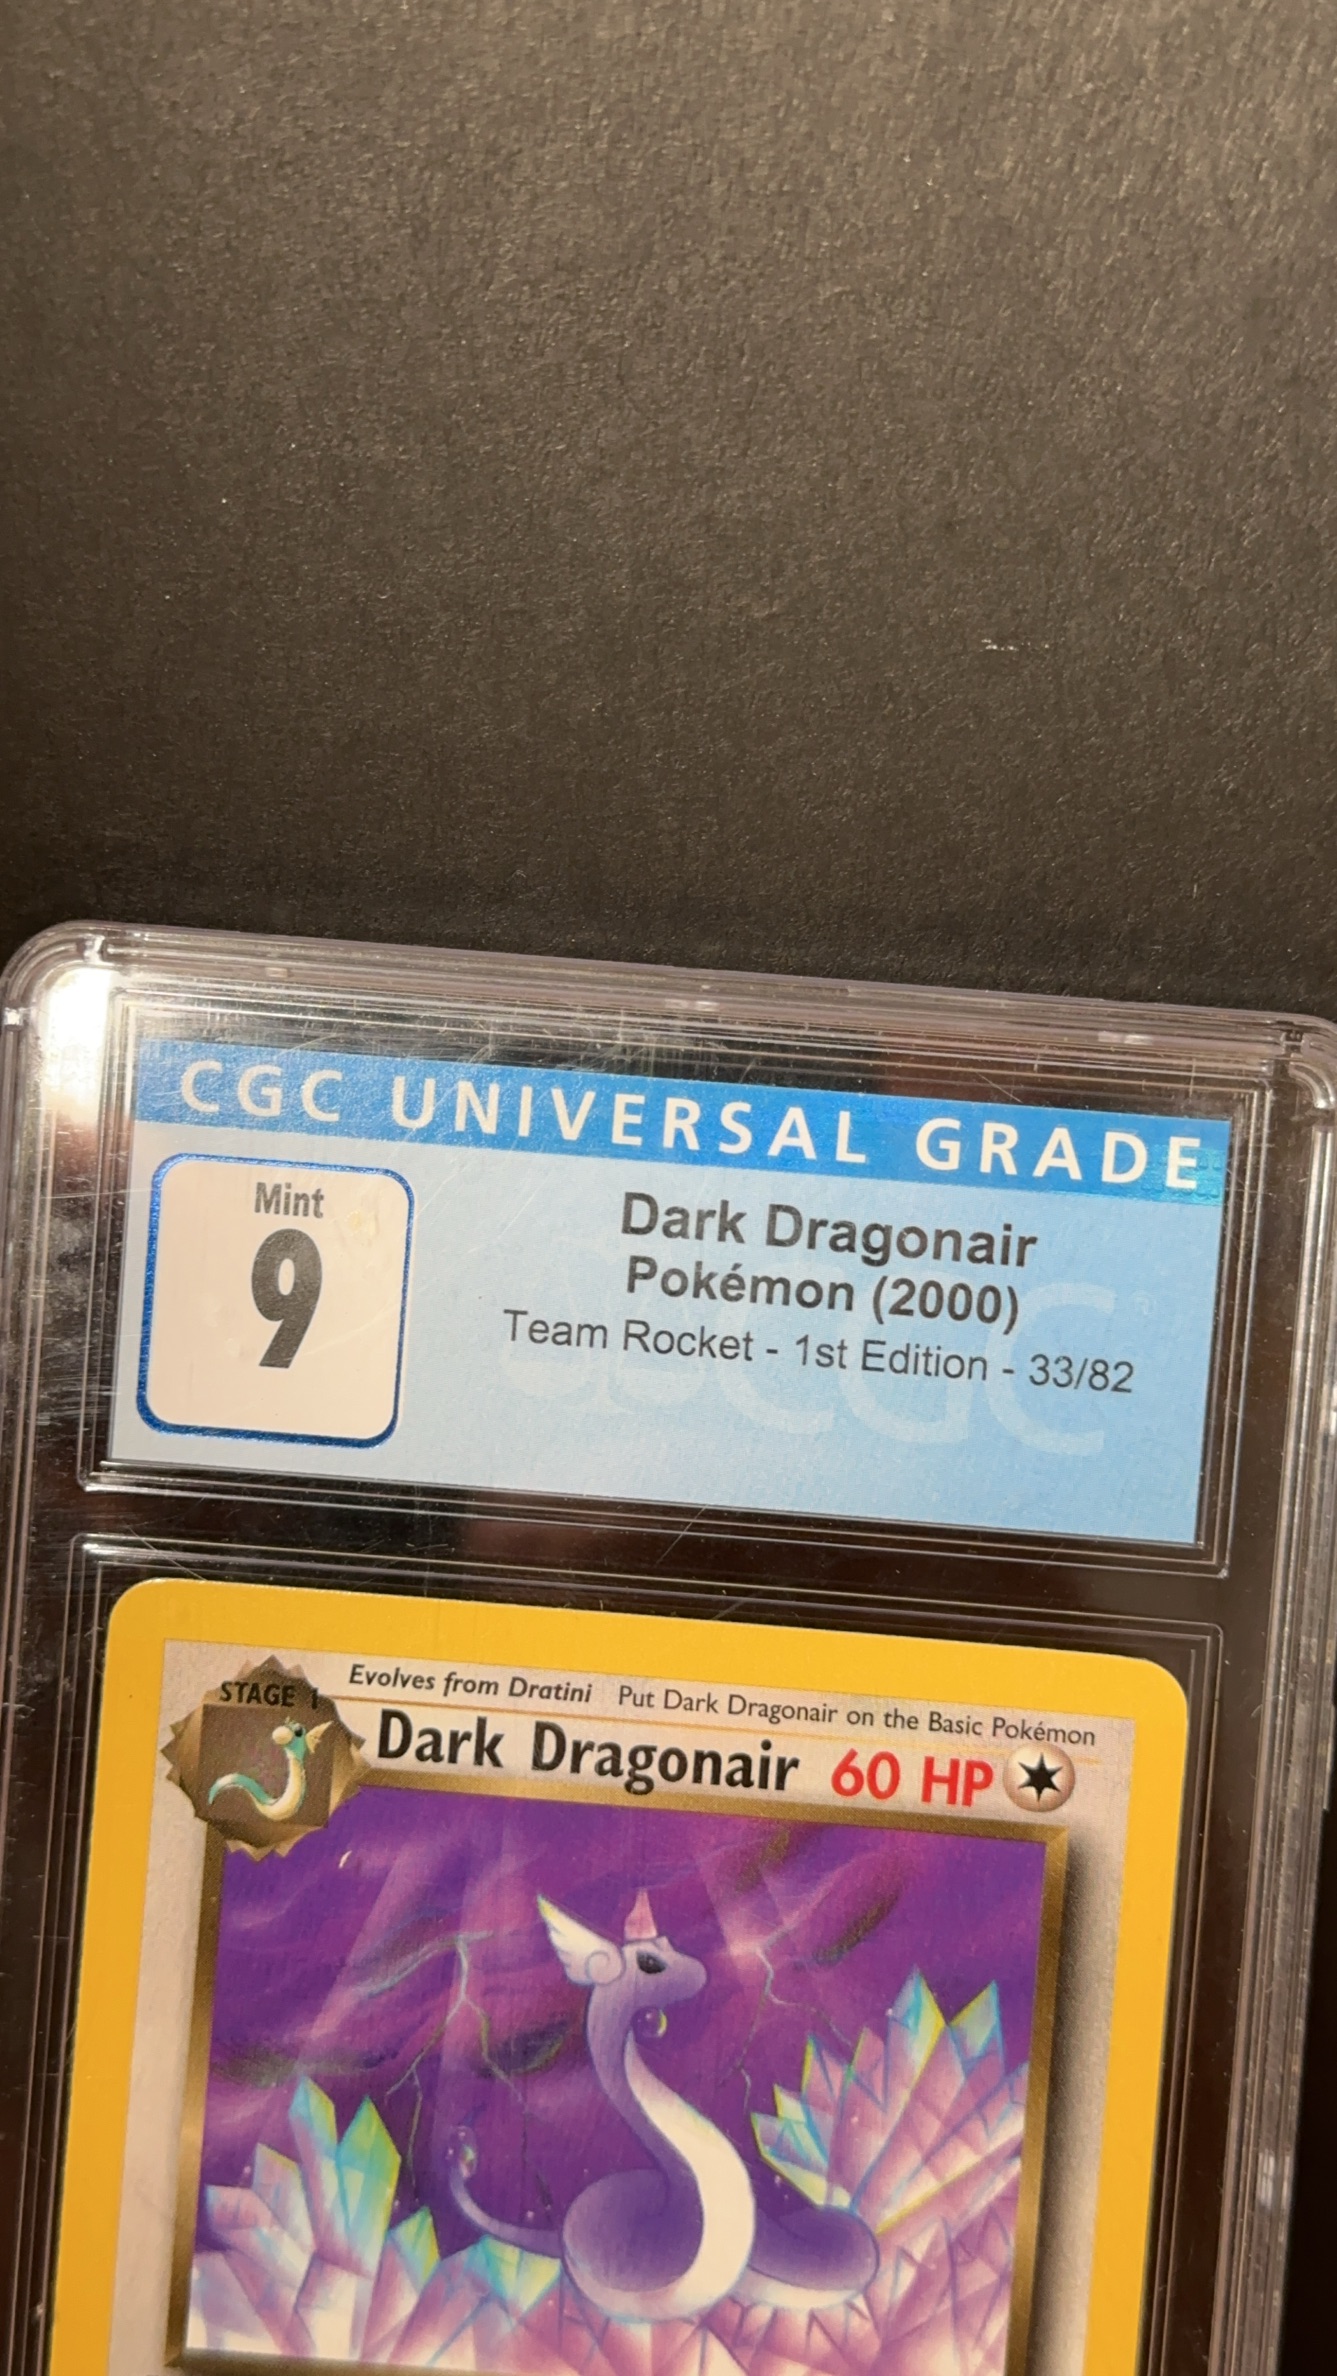 CGC UNIVERSAL GRADE
Mint
9
Dark Dragonair
Pokémon (2000)
Team Rocket - 1st Edition - 33/82
CGC
STAGE 1
Evolves from Dratini Put Dark Dragonair on the Basic Pokémon
Dark Dragonair 60 HP